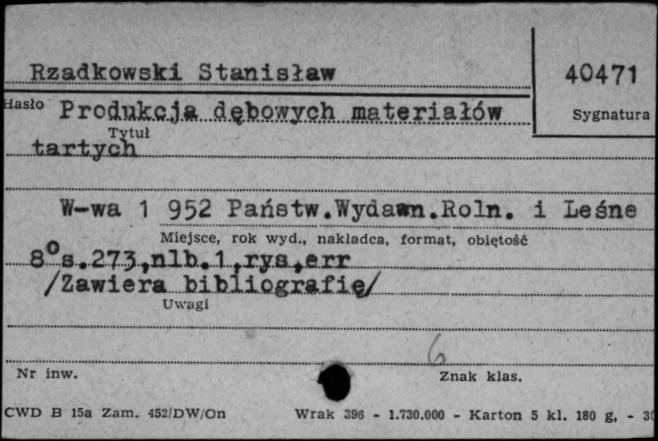 Rzadkowski Stanisław
40471
Hasło
Sygnatura
Produkcja dębowych materiałów
Tytuł
tartych
W-wa 1 952 Państw.Wydawn.Roln. i Leśne
Miejsce, rok wyd., nakładca, format, objętość
8° s.273,nlb.1,rys,err
/Zawiera bibliografię/
Uwagi
6
Nr inw.
Znak klas.
CWD B 15a Zam. 452/DW/On
Wrak 396 - 1.730.000 - Karton 5 kl. 180 g, -